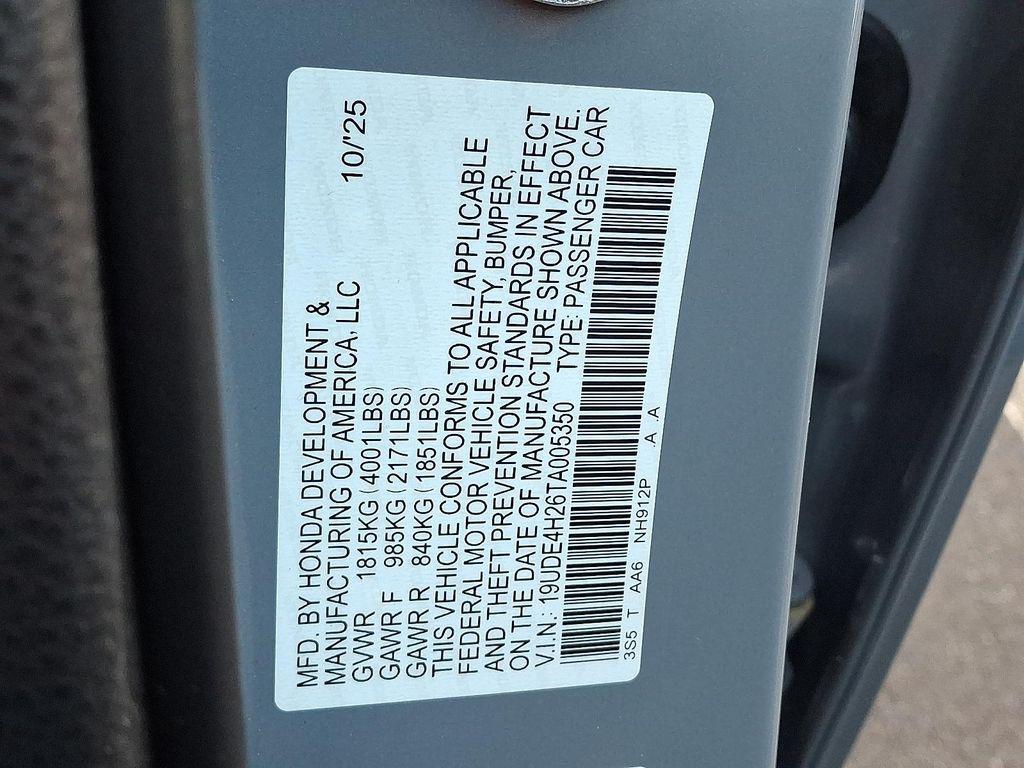 MFD. BY HONDA DEVELOPMENT &
MANUFACTURING OF AMERICA, LLC 10/'25
GVWR 1815KG (4001LBS)
GAWR F 985KG (2171LBS)
GAWR R 840KG (1851LBS)
THIS VEHICLE CONFORMS TO ALL APPLICABLE
FEDERAL MOTOR VEHICLE SAFETY, BUMPER,
AND THEFT PREVENTION STANDARDS IN EFFECT
ON THE DATE OF MANUFACTURE SHOWN ABOVE.
V.I.N.: 19UDE4H26TA005350 TYPE: PASSENGER CAR
3S5 T AA6 NH912P .A .A